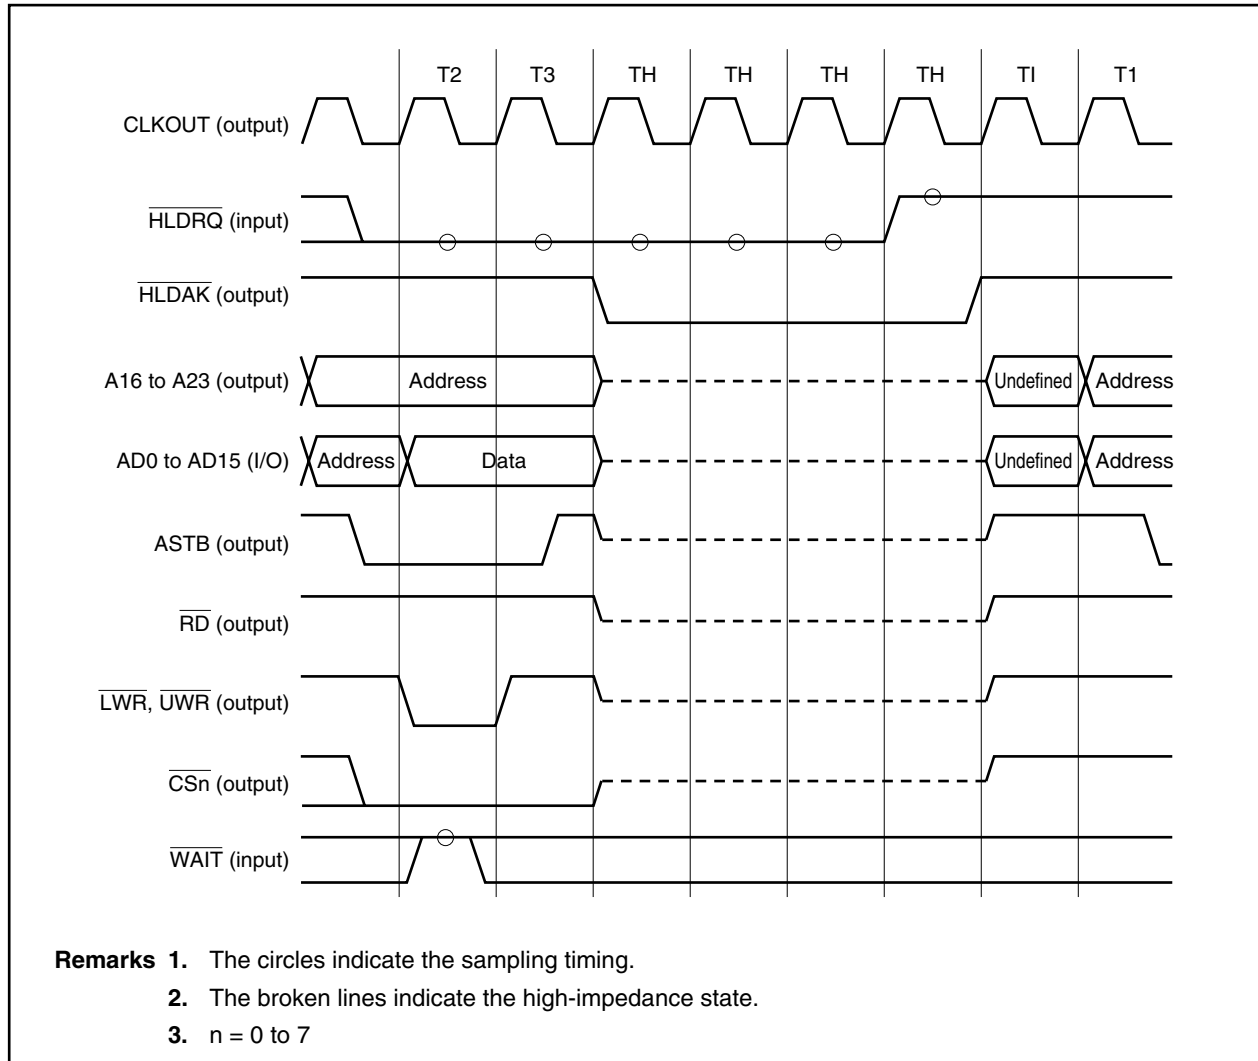 T2 T3 TH TH TH TH TI T1
CLKOUT (output)
HLDRQ (input)
HLDAK (output)
A16 to A23 (output) Address Undefined Address
AD0 to AD15 (I/O) Address Data Undefined Address
ASTB (output)
RD (output)
LWR, UWR (output)
CSn (output)
WAIT (input)
Remarks 1. The circles indicate the sampling timing.
2. The broken lines indicate the high-impedance state.
3. n = 0 to 7